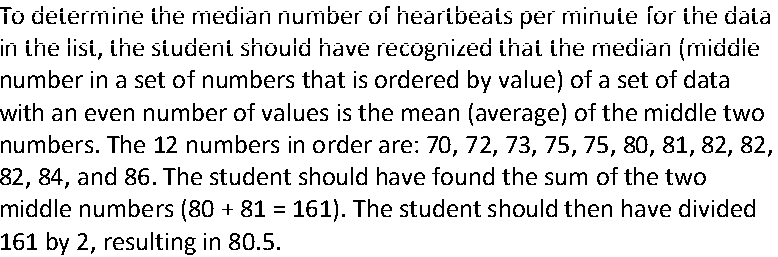 To determine the median number of heartbeats per minute for the data
in the list, the student should have recognized that the median (middle
number in a set of numbers that is ordered by value) of a set of data
with an even number of values is the mean (average) of the middle two
numbers. The 12 numbers in order are: 70, 72, 73, 75, 75, 80, 81, 82, 82,
82, 84, and 86. The student should have found the sum of the two
middle numbers (80 + 81 = 161). The student should then have divided
161 by 2, resulting in 80.5.